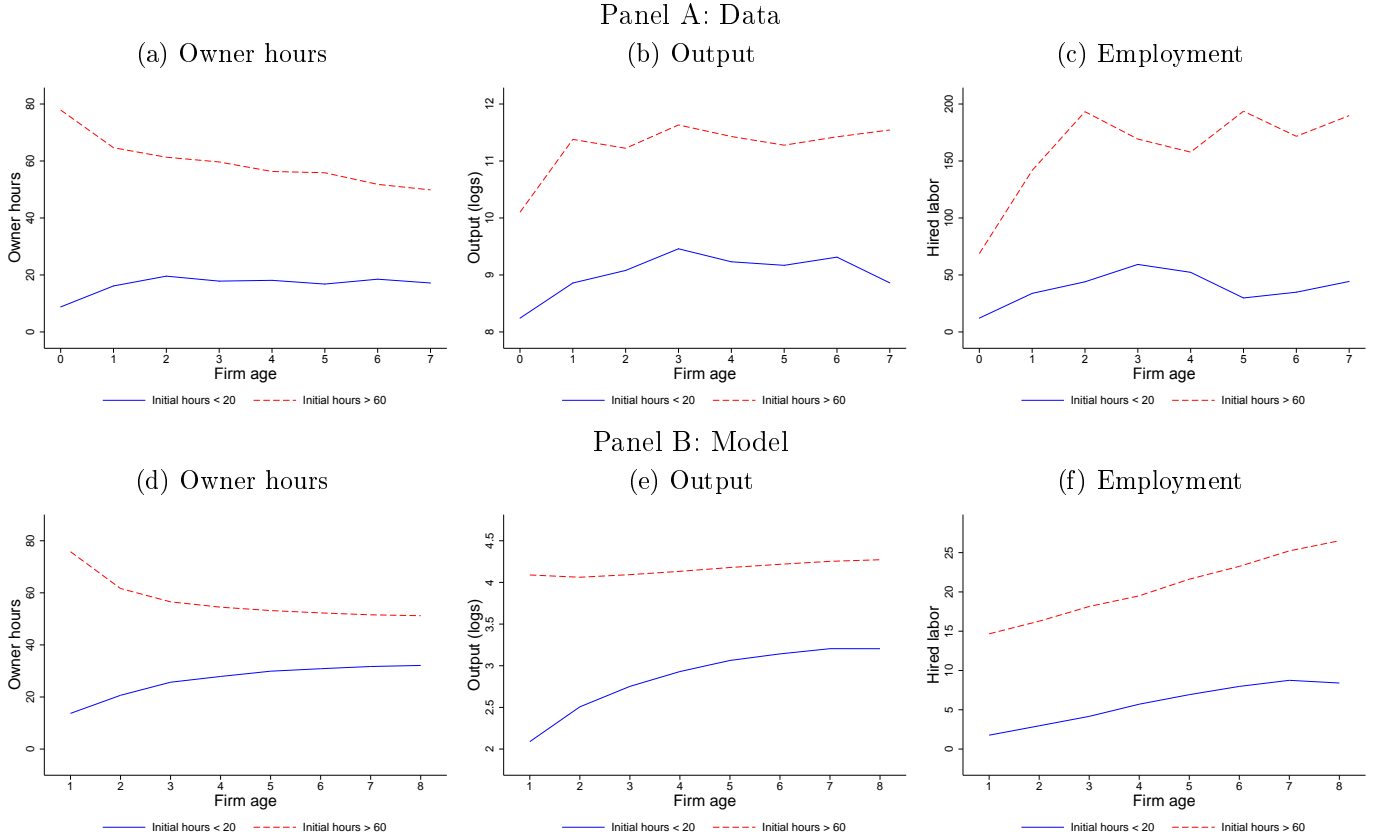 Panel A: Data
(a) Owner hours
(b) Output
(c) Employment
Owner hours
0 20 40 60 80
0 1 2 3 4 5 6 7
Firm age
Initial hours < 20 Initial hours > 60
Output (logs)
8 9 10 11 12
0 1 2 3 4 5 6 7
Firm age
Initial hours < 20 Initial hours > 60
Hired labor
0 50 100 150 200
0 1 2 3 4 5 6 7
Firm age
Initial hours < 20 Initial hours > 60
Panel B: Model
(d) Owner hours
(e) Output
(f) Employment
Owner hours
0 20 40 60 80
1 2 3 4 5 6 7 8
Firm age
Initial hours < 20 Initial hours > 60
Output (logs)
2 2.5 3 3.5 4 4.5
1 2 3 4 5 6 7 8
Firm age
Initial hours < 20 Initial hours > 60
Hired labor
0 5 10 15 20 25
1 2 3 4 5 6 7 8
Firm age
Initial hours < 20 Initial hours > 60